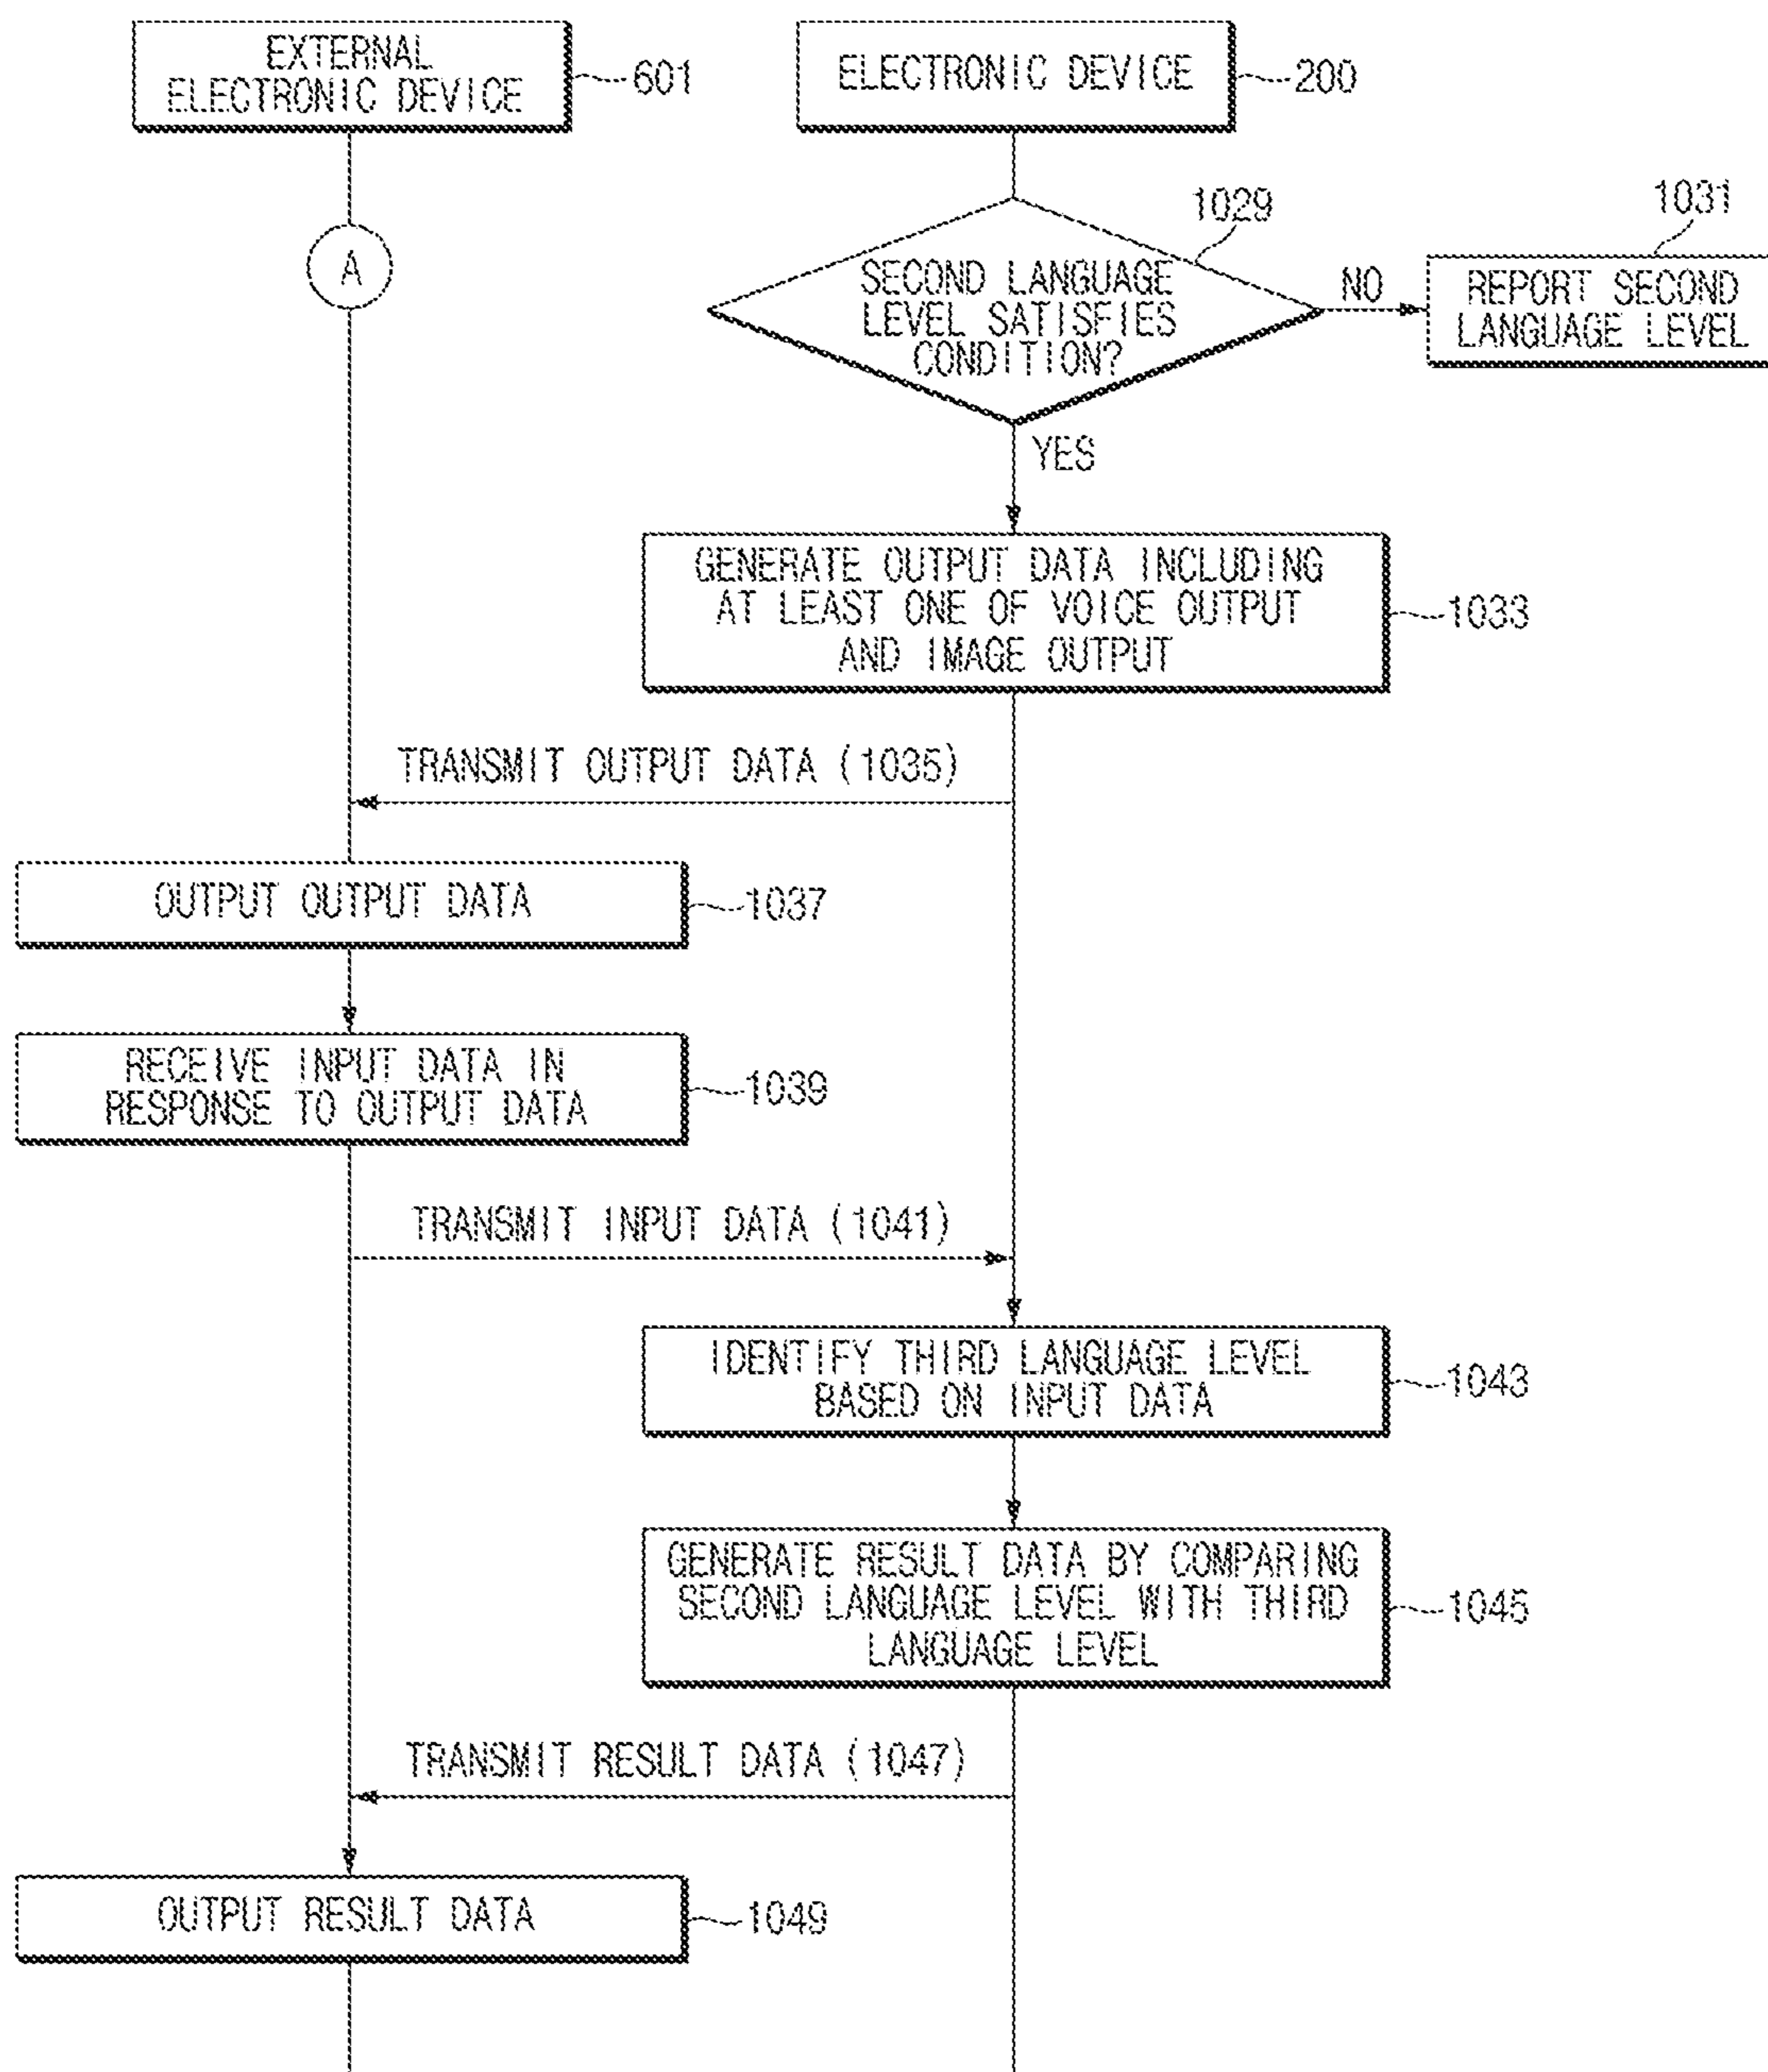 EXTERNAL
ELECTRONIC DEVICE
601
ELECTRONIC DEVICE
200
A
1029
SECOND LANGUAGE
LEVEL SATISFIES
CONDITION?
NO
1031
REPORT SECOND
LANGUAGE LEVEL
YES
GENERATE OUTPUT DATA INCLUDING
AT LEAST ONE OF VOICE OUTPUT
AND IMAGE OUTPUT
1033
TRANSMIT OUTPUT DATA (1035)
OUTPUT OUTPUT DATA
1037
RECEIVE INPUT DATA IN
RESPONSE TO OUTPUT DATA
1039
TRANSMIT INPUT DATA (1041)
IDENTIFY THIRD LANGUAGE LEVEL
BASED ON INPUT DATA
1043
GENERATE RESULT DATA BY COMPARING
SECOND LANGUAGE LEVEL WITH THIRD
LANGUAGE LEVEL
1045
TRANSMIT RESULT DATA (1047)
OUTPUT RESULT DATA
1049